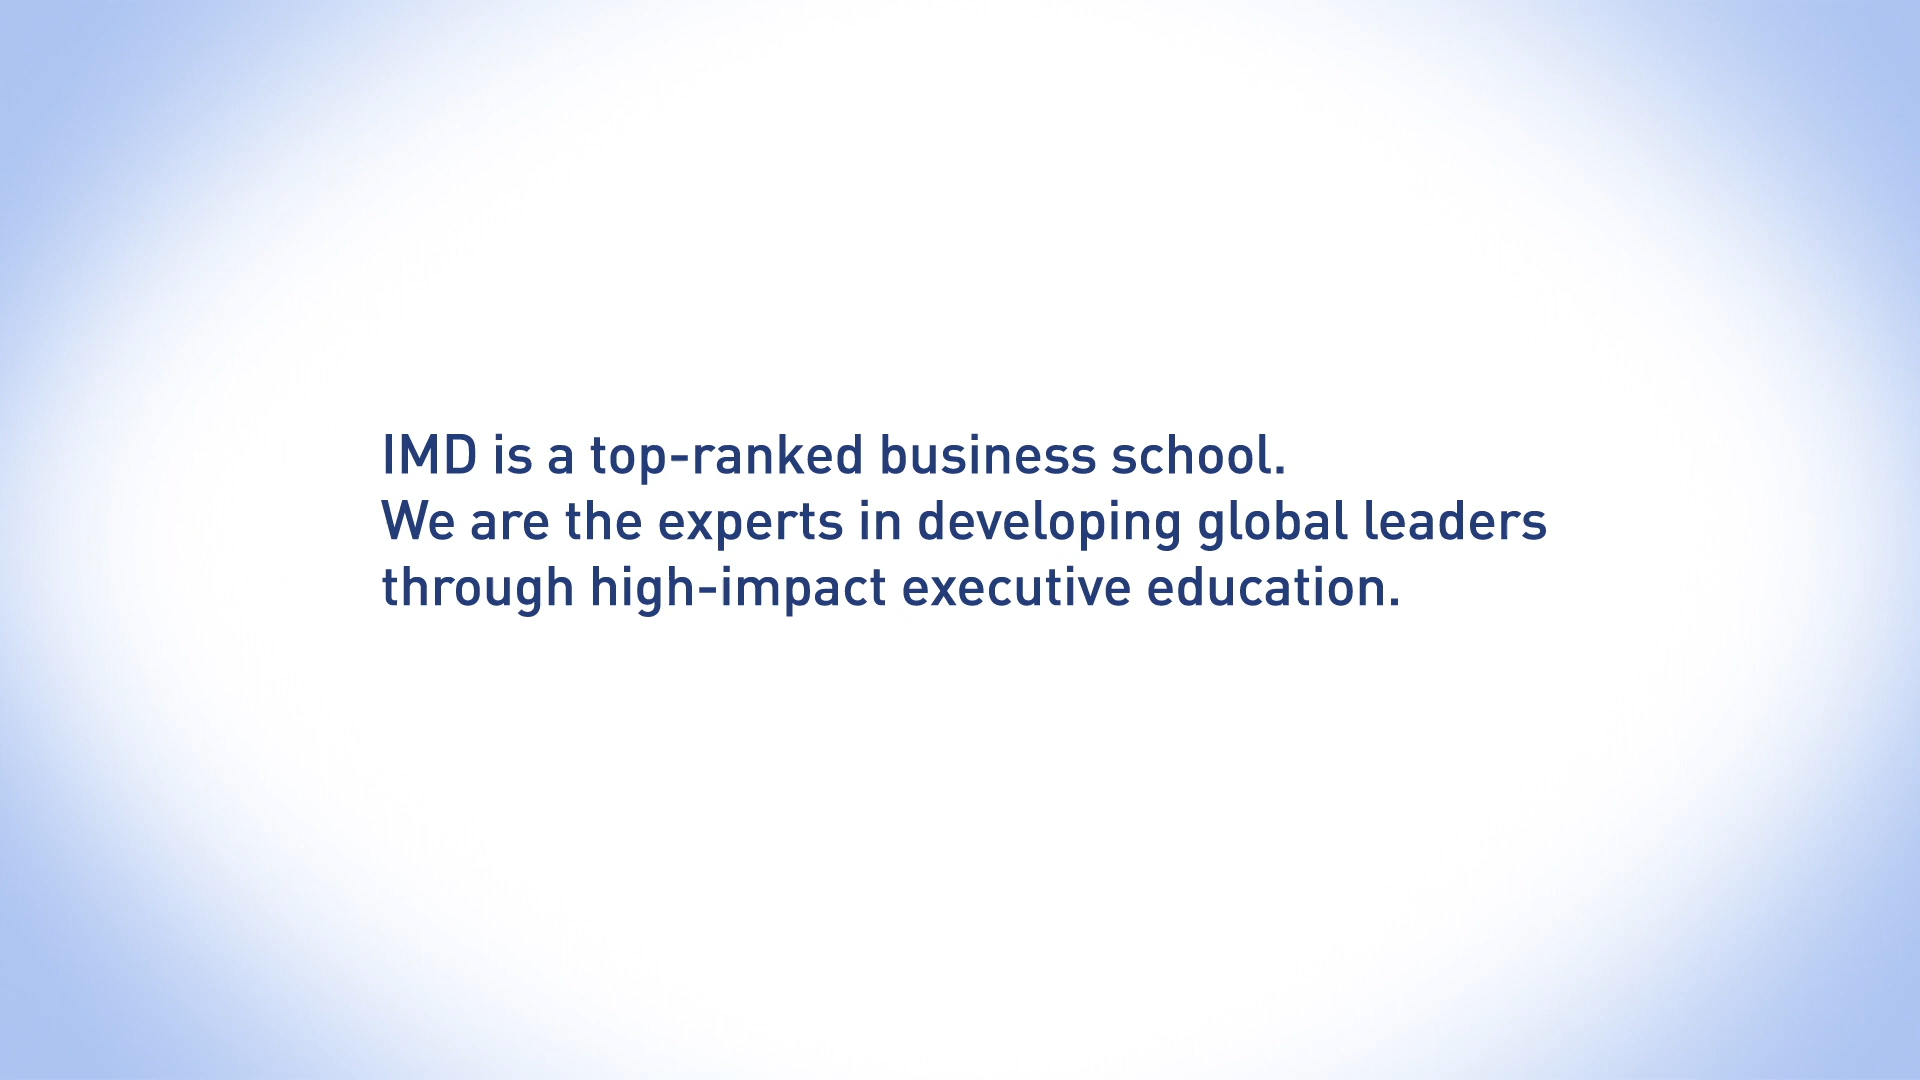 IMD is a top-ranked business school.
We are the experts in developing global leaders
through high-impact executive education.